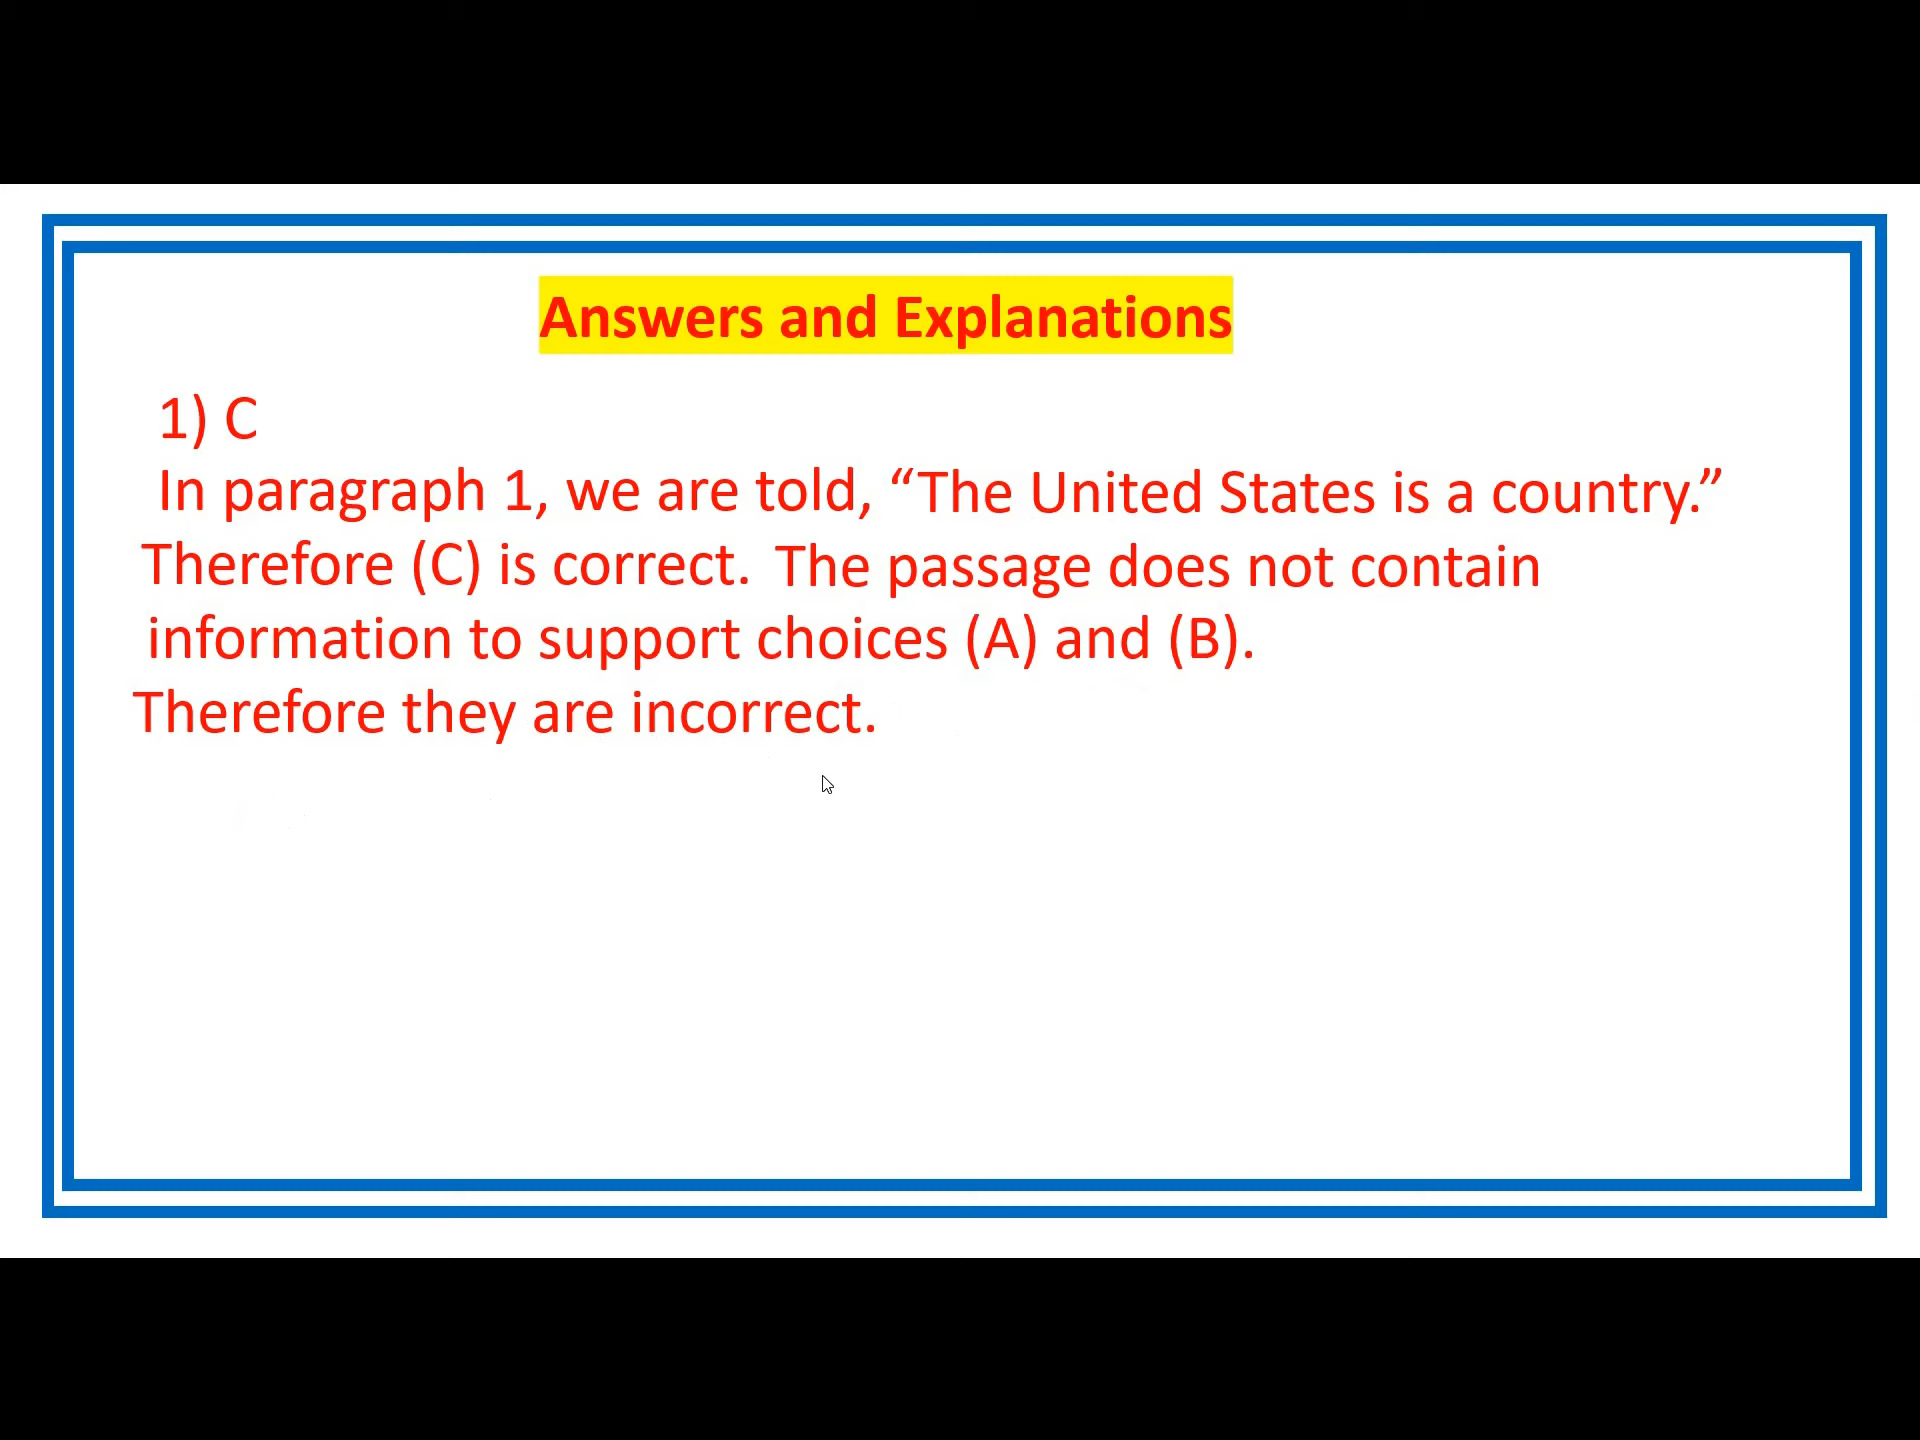 Answers and Explanations
1) C
In paragraph 1, we are told, “The United States is a country.”
Therefore (C) is correct. The passage does not contain
information to support choices (A) and (B).
Therefore they are incorrect.